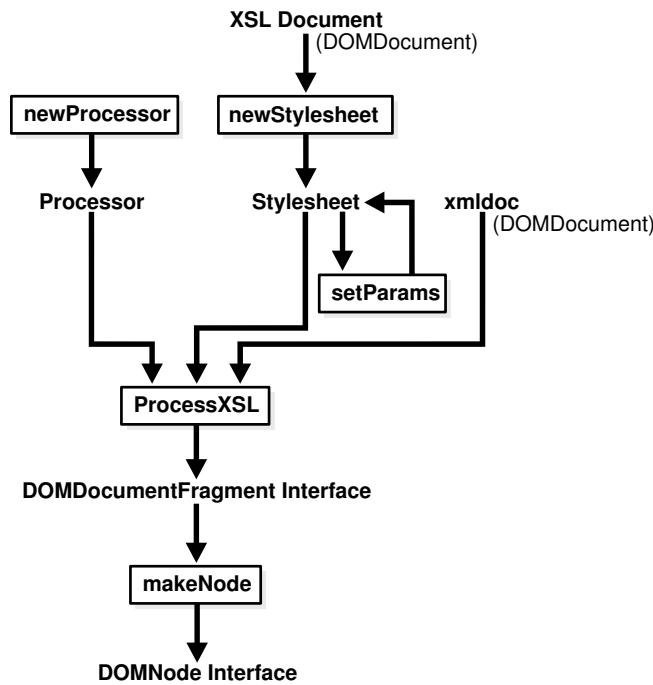 XSL Document
(DOMDocument)
newProcessor
newStylesheet
Processor
Stylesheet
xmldoc
(DOMDocument)
setParams
ProcessXSL
DOMDocumentFragment Interface
makeNode
DOMNode Interface